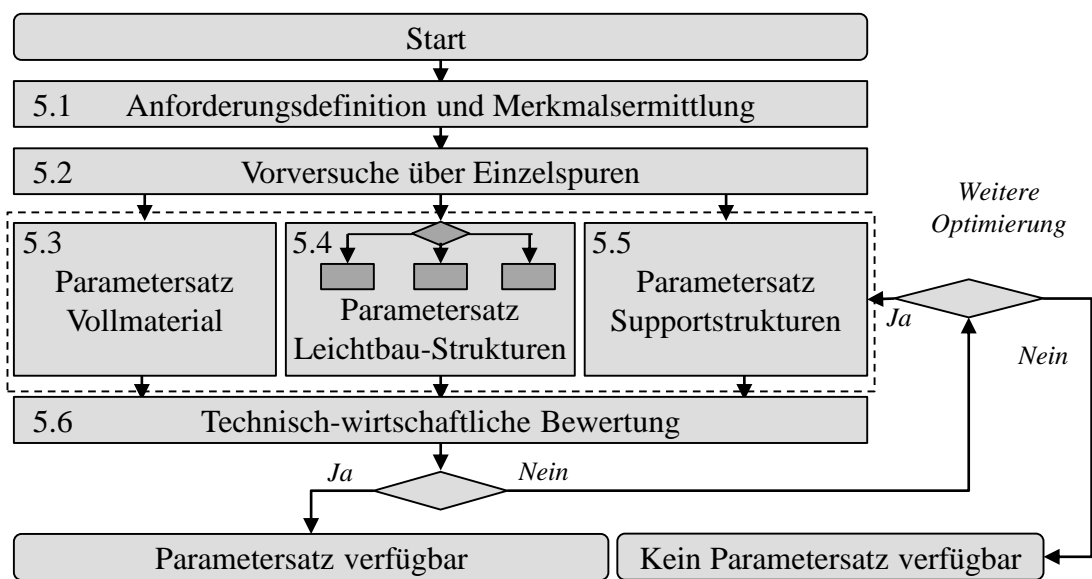 Start
5.1 Anforderungsdefinition und Merkmalsermittlung
5.2 Vorversuche über Einzelspuren
Weitere
Optimierung
5.3
Parametersatz
Vollmaterial
5.4
Parametersatz
Leichtbau-Strukturen
5.5
Parametersatz
Supportstrukturen
Ja
Nein
5.6 Technisch-wirtschaftliche Bewertung
Ja
Nein
Parametersatz verfügbar
Kein Parametersatz verfügbar